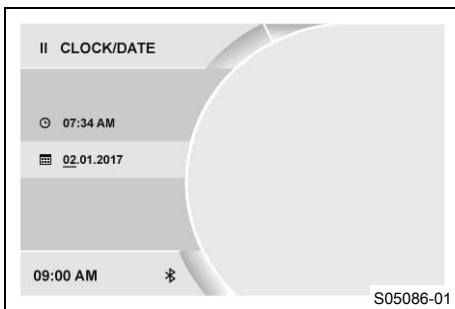 II CLOCK/DATE
07:34 AM
02.01.2017
09:00 AM
S05086-01